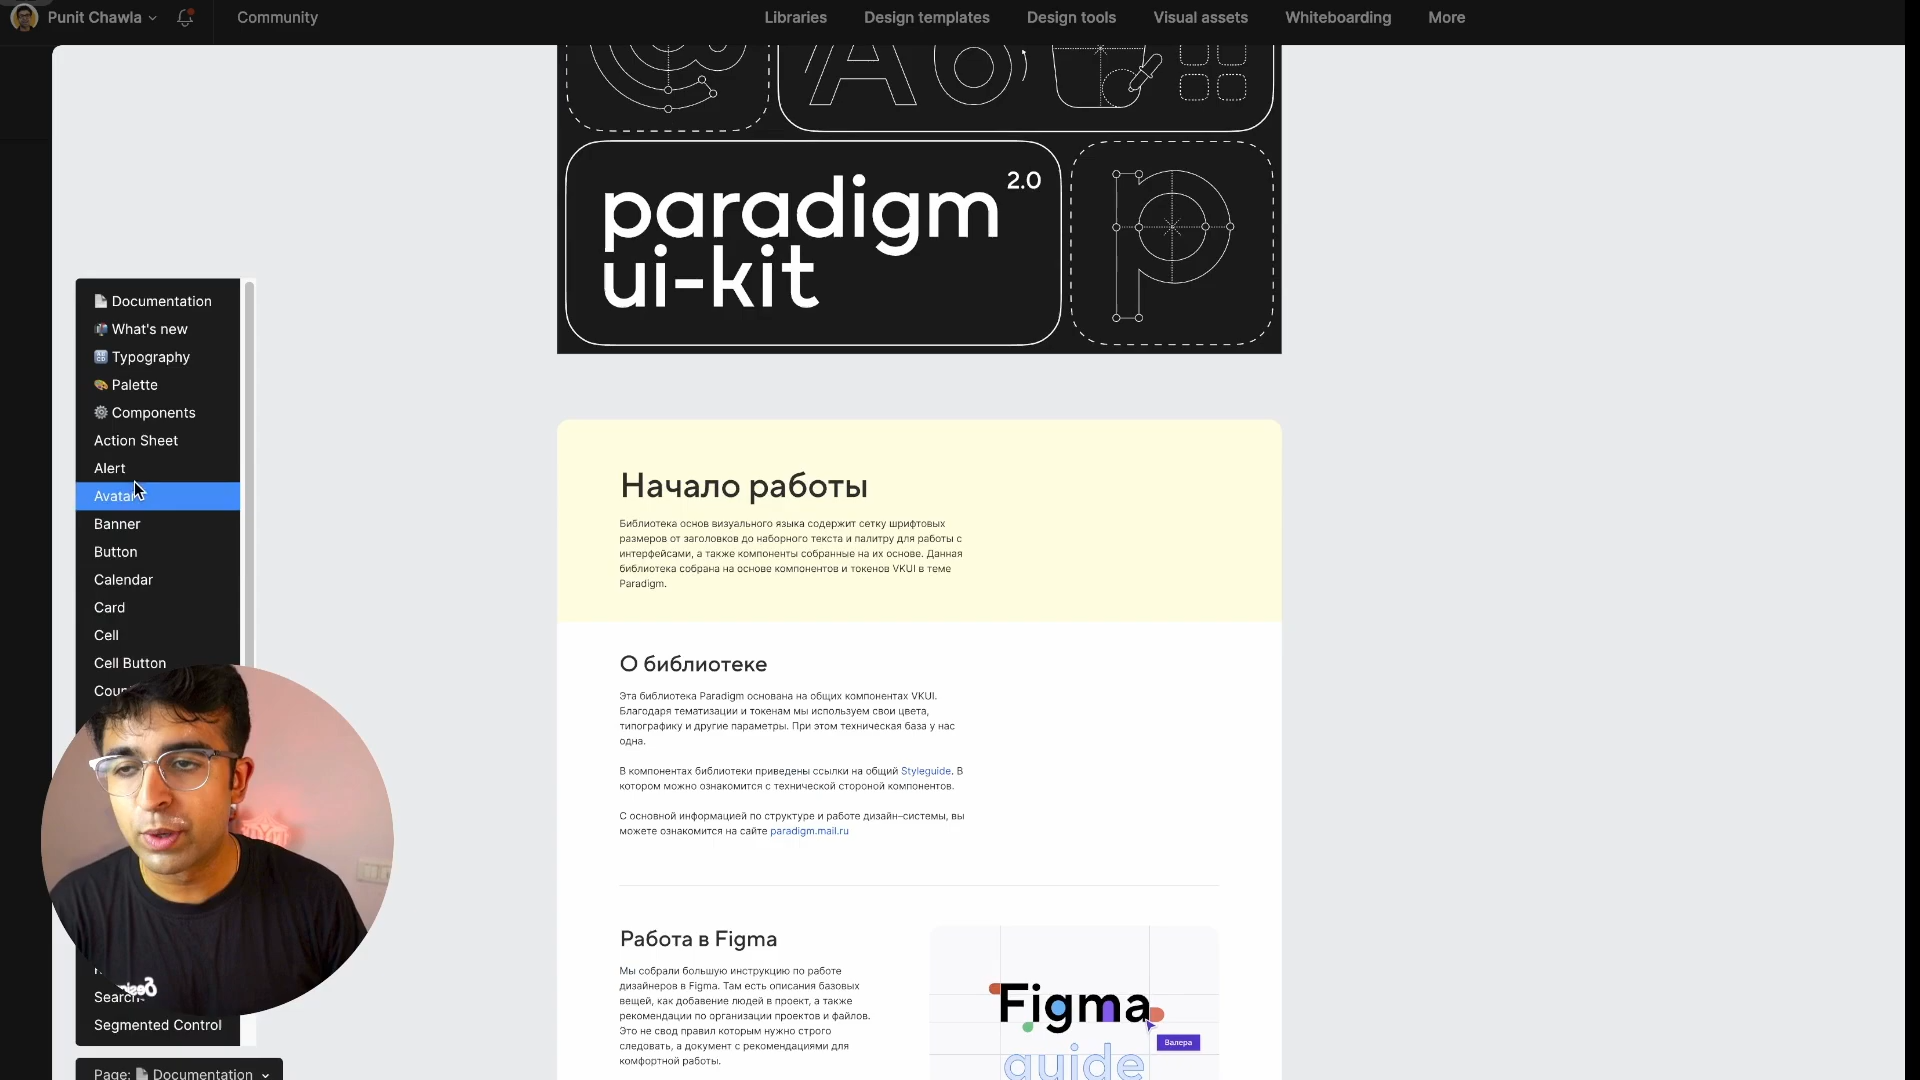 Punit Chawla
Community
Libraries
Design templates
Design tools
Visual assets
Whiteboarding
More
paradigm 2.0
ui-kit
Documentation
What's new
Typography
Palette
Components
Action Sheet
Alert
Avatar
Banner
Button
Calendar
Card
Cell
Cell Button
Search
Segmented Control
Page: Documentation
Начало работы
Библиотека основ визуального языка содержит сетку шрифтовых
размеров от заголовков до наборного текста и палитру для работы с
интерфейсами, а также компоненты собранные на их основе. Данная
библиотека собрана на основе компонентов и токенов VKUI в теме
Paradigm.
О библиотеке
Эта библиотека Paradigm основана на общих компонентах VKUI.
Благодаря тематизации и токенам мы используем свои цвета,
типографику и другие параметры. При этом техническая база у нас
одна.
В компонентах библиотеки приведены ссылки на общий Styleguide. В
котором можно ознакомится с технической стороной компонентов.
С основной информацией по структуре и работе дизайн–системы, вы
можете ознакомится на сайте paradigm.mail.ru
Работа в Figma
Мы собрали большую инструкцию по работе
дизайнеров в Figma. Там есть описания базовых
вещей, как добавление людей в проект, а также
рекомендации по организации проектов и файлов.
Это не свод правил которым нужно строго
следовать, а документ с рекомендациями для
комфортной работы.
Figma
guide
Валера